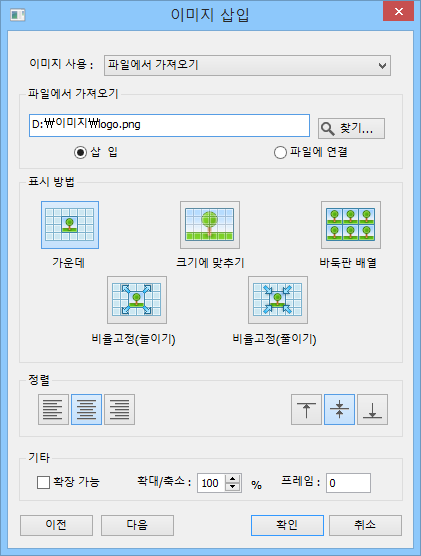 이미지 삽입
이미지 사용 : 파일에서 가져오기
파일에서 가져오기
D:₩이미지₩logo.png 찾기...
삽 입 파일에 연결
표시 방법
가운데 크기에 맞추기 바둑판 배열
비율고정(늘이기) 비율고정(줄이기)
정렬
기타
확장 가능 확대/축소 : 100 % 프레임 : 0
이전 다음 확인 취소